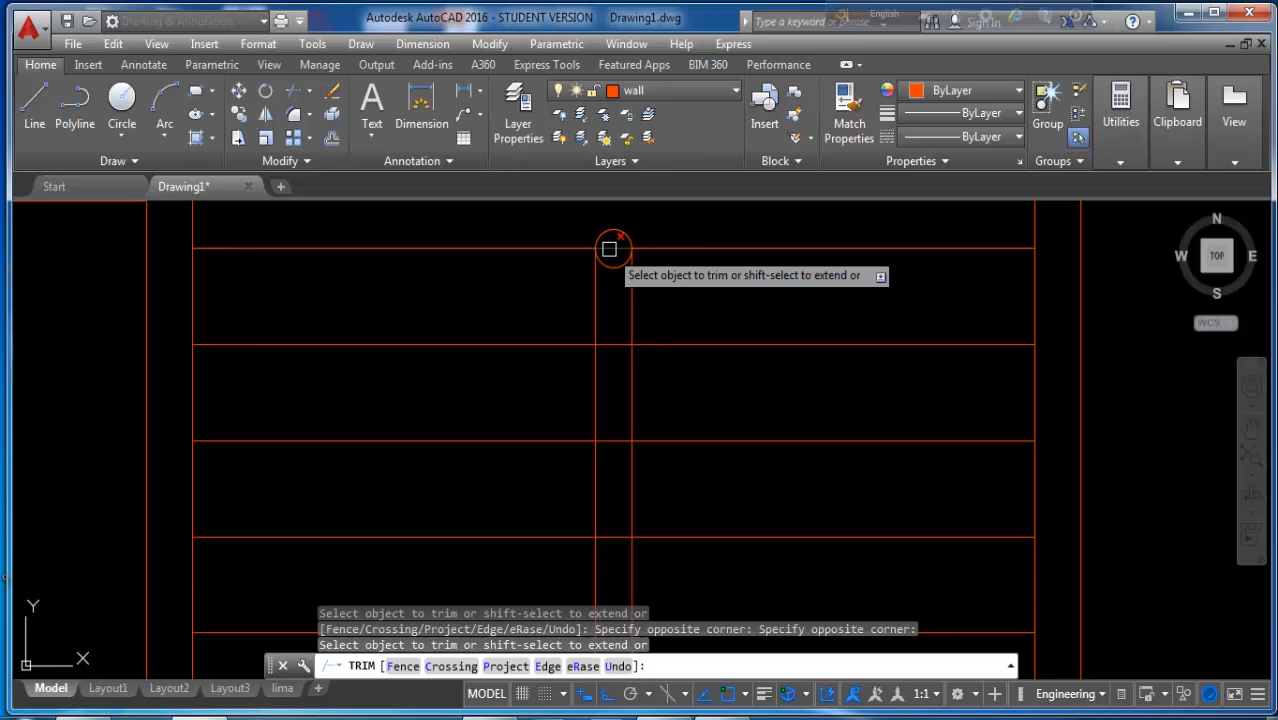 Drawing & Annotation
Autodesk AutoCAD 2016 - STUDENT VERSION Drawing1.dwg
Type a keyword or phrase
English
Sign In
File Edit View Insert Format Tools Draw Dimension Modify Parametric Window Help Express
Home Insert Annotate Parametric View Manage Output Add-ins A360 Express Tools Featured Apps BIM 360 Performance
wall
ByLayer
ByLayer
ByLayer
Line Polyline Circle Arc Text Dimension Layer Properties Insert Match Properties Group Utilities Clipboard View
Draw Modify Annotation Layers Block Properties Groups
Start Drawing1*
N
W TOP E
S
WCS
Select object to trim or shift-select to extend or
Y
X
Select object to trim or shift-select to extend or
[Fence/Crossing/Project/Edge/eRase/Undo]: Specify opposite corner: Specify opposite corner:
Select object to trim or shift-select to extend or
TRIM [Fence Crossing Project Edge eRase Undo]:
Model Layout1 Layout2 Layout3 lima
MODEL 1:1 Engineering